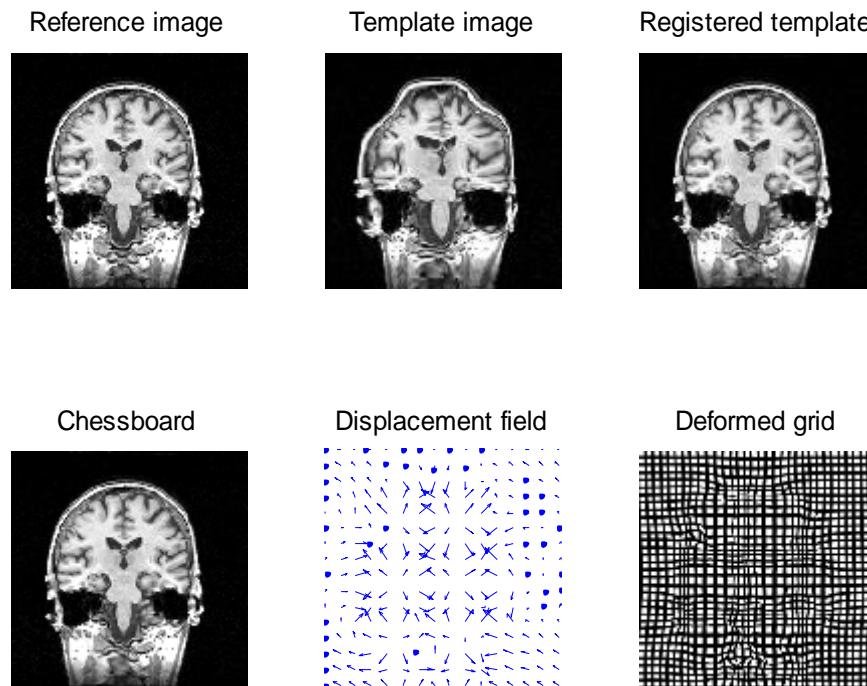 Reference image
Template image
Registered template
Chessboard
Displacement field
Deformed grid